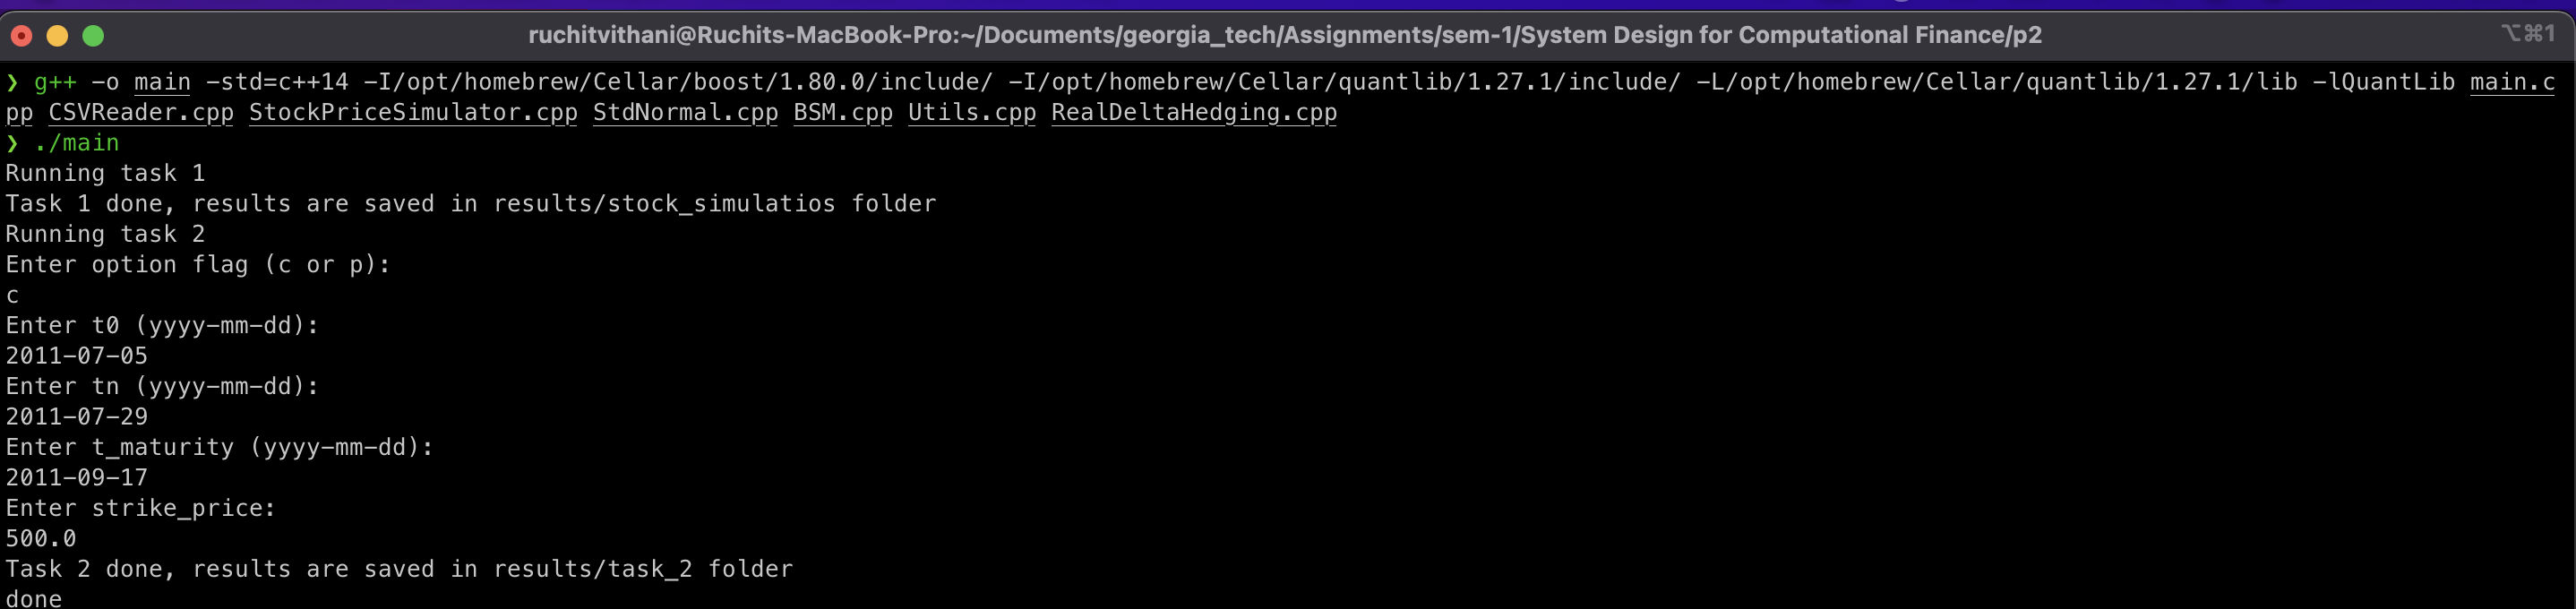 ruchitvithani@Ruchits-MacBook-Pro:~/Documents/georgia_tech/Assignments/sem-1/System Design for Computational Finance/p2
⌥⌘1
❯ g++ -o main -std=c++14 -I/opt/homebrew/Cellar/boost/1.80.0/include/ -I/opt/homebrew/Cellar/quantlib/1.27.1/include/ -L/opt/homebrew/Cellar/quantlib/1.27.1/lib -lQuantLib main.c
pp CSVReader.cpp StockPriceSimulator.cpp StdNormal.cpp BSM.cpp Utils.cpp RealDeltaHedging.cpp
❯ ./main
Running task 1
Task 1 done, results are saved in results/stock_simulatios folder
Running task 2
Enter option flag (c or p):
c
Enter t0 (yyyy-mm-dd):
2011-07-05
Enter tn (yyyy-mm-dd):
2011-07-29
Enter t_maturity (yyyy-mm-dd):
2011-09-17
Enter strike_price:
500.0
Task 2 done, results are saved in results/task_2 folder
done